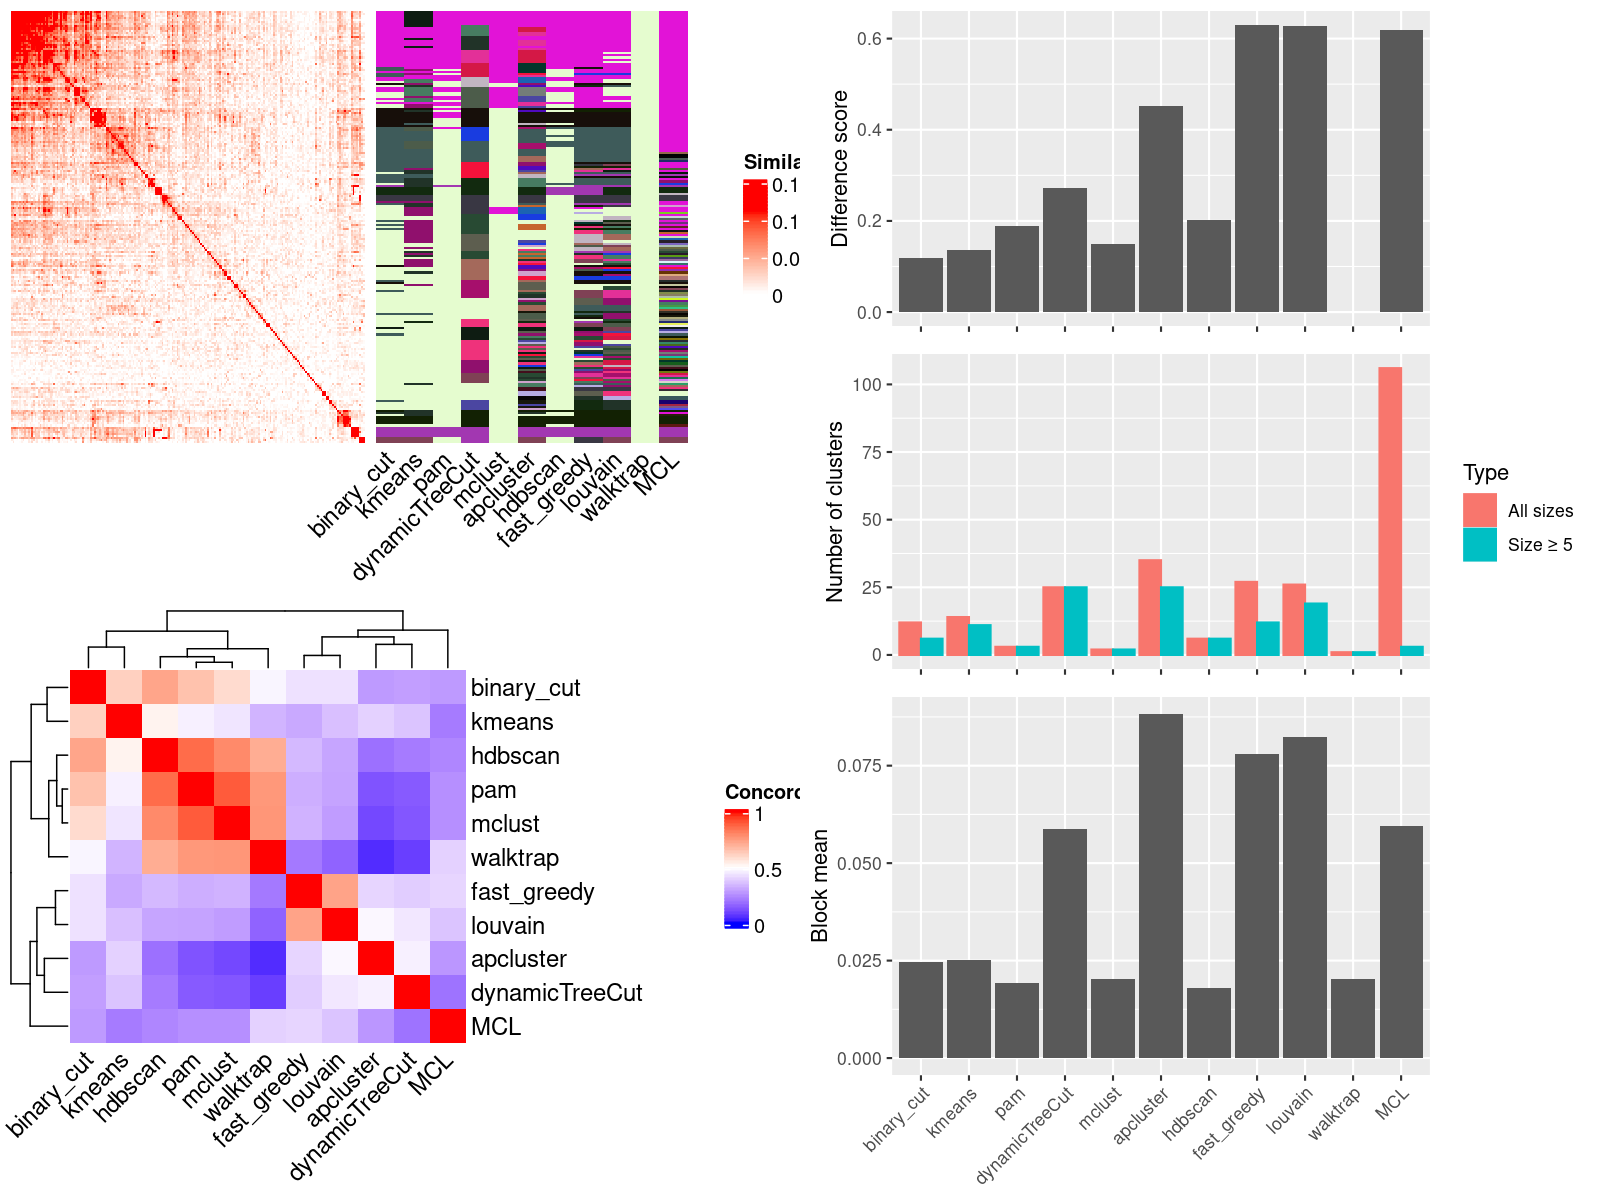 Simila
0.1
0.1
0.0
0
binary_cut
kmeans
pam
dynamicTreeCut
mclust
apcluster
hdbscan
fast_greedy
louvain
walktrap
MCL
binary_cut
kmeans
hdbscan
pam
mclust
walktrap
fast_greedy
louvain
apcluster
dynamicTreeCut
MCL
binary_cut
kmeans
hdbscan
pam
mclust
walktrap
fast_greedy
louvain
apcluster
dynamicTreeCut
MCL
Concord
1
0.5
0
Difference score
0.6
0.4
0.2
0.0
Number of clusters
100
75
50
25
0
Type
All sizes
Size ≥ 5
Block mean
0.075
0.050
0.025
0.000
binary_cut
kmeans
pam
dynamicTreeCut
mclust
apcluster
hdbscan
fast_greedy
louvain
walktrap
MCL